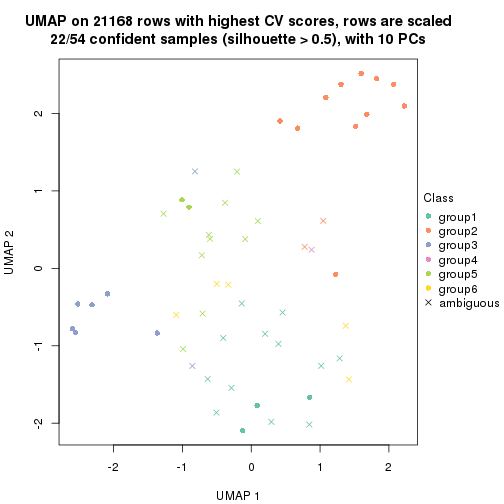 UMAP on 21168 rows with highest CV scores, rows are scaled
22/54 confident samples (silhouette > 0.5), with 10 PCs
2
1
0
-1
-2
UMAP 2
-2
-1
0
1
2
UMAP 1
Class
group1
group2
group3
group4
group5
group6
ambiguous